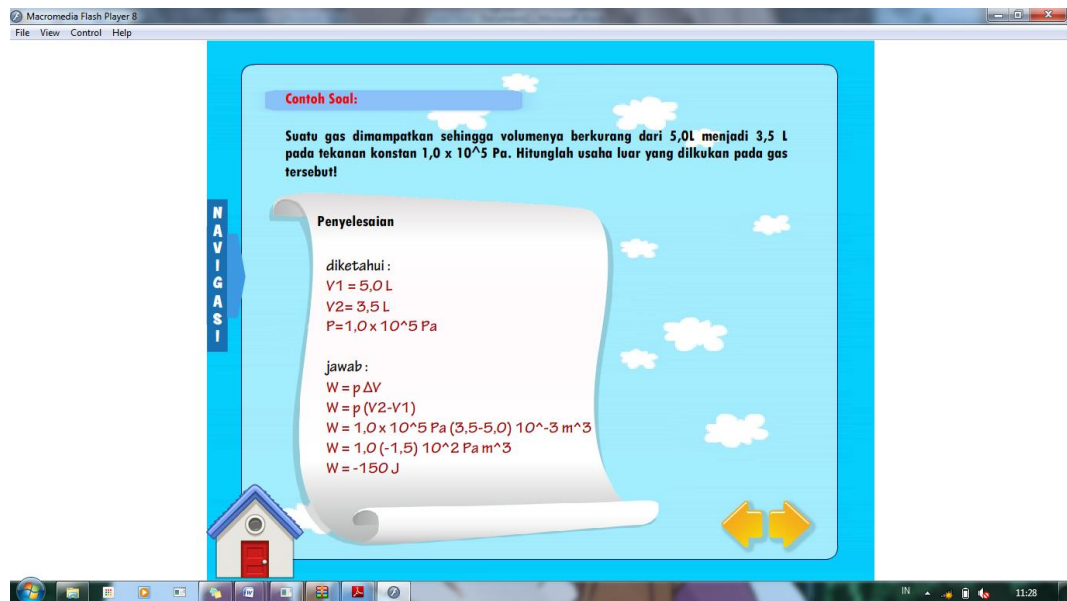 Macromedia Flash Player 8
File View Control Help
Contoh Soal:
Suatu gas dimampatkan sehingga volumenya berkurang dari 5,0L menjadi 3,5 L
pada tekanan konstan 1,0 x 10^5 Pa. Hitunglah usaha luar yang dilkukan pada gas
tersebut!
NAVIGASI
Penyelesaian
diketahui :
V1 = 5,0 L
V2= 3,5 L
P=1,0 x 10^5 Pa
jawab :
W = p ΔV
W = p (V2-V1)
W = 1,0 x 10^5 Pa (3,5-5,0) 10^-3 m^3
W = 1,0 (-1,5) 10^2 Pa m^3
W = -150 J
IN
11:28